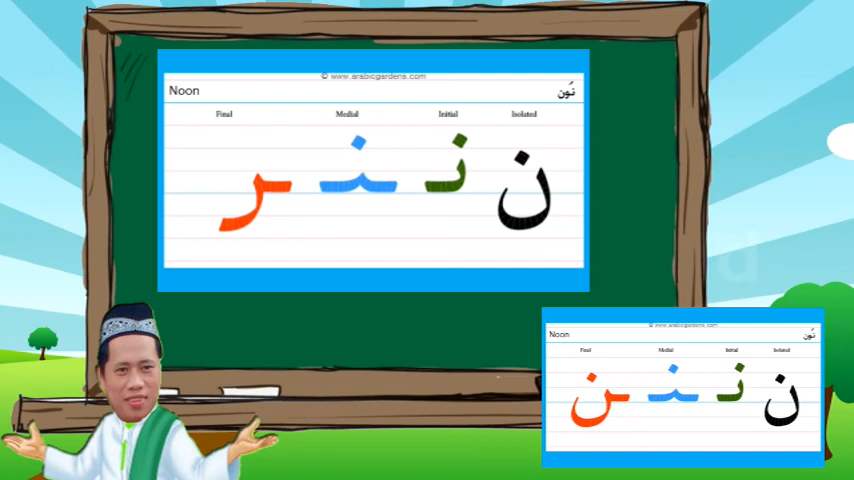 © www.arabicgardens.com
Noon نُون
Final Medial Initial Isolated
ـر ـنـ نـ ن
© www.arabicgardens.com
Noon نُون
Final Medial Initial Isolated
ـن ـنـ نـ ن
d